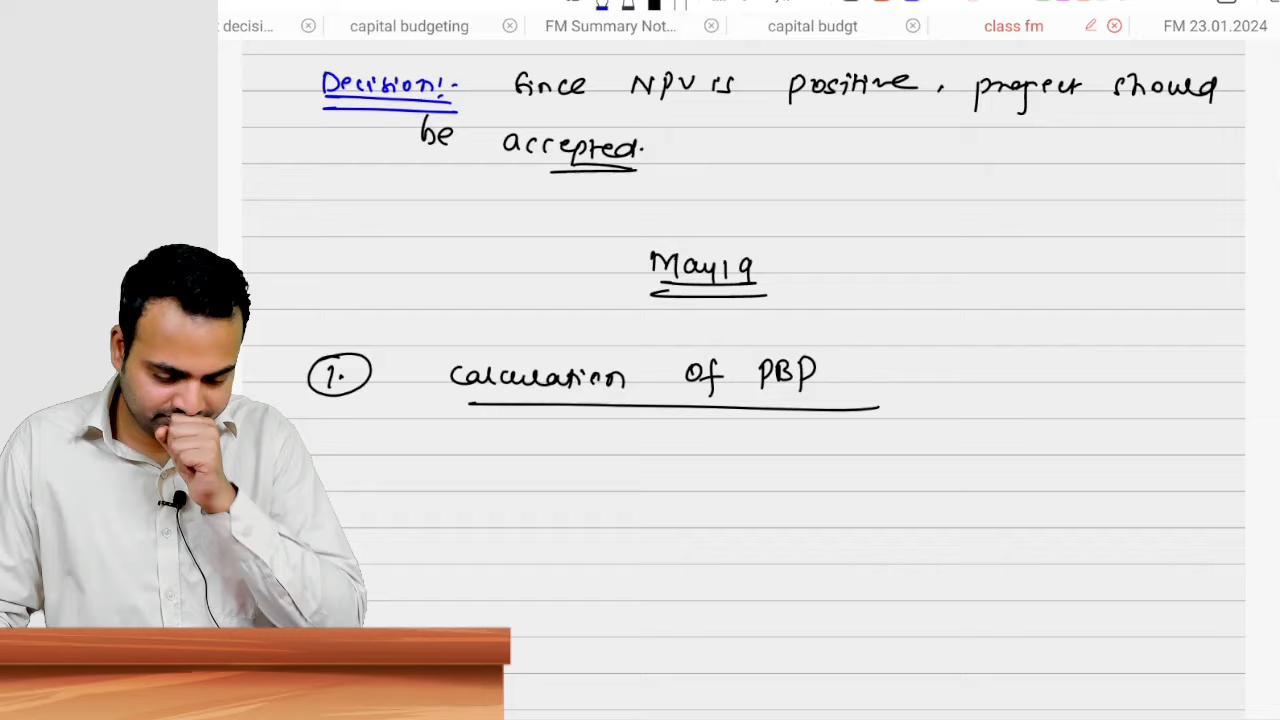 t decisi...
capital budgeting
FM Summary Not...
capital budgt
class fm
FM 23.01.2024
Decision:- Since NPV is positive, project should
be accepted.
May19
1. Calculation of PBP